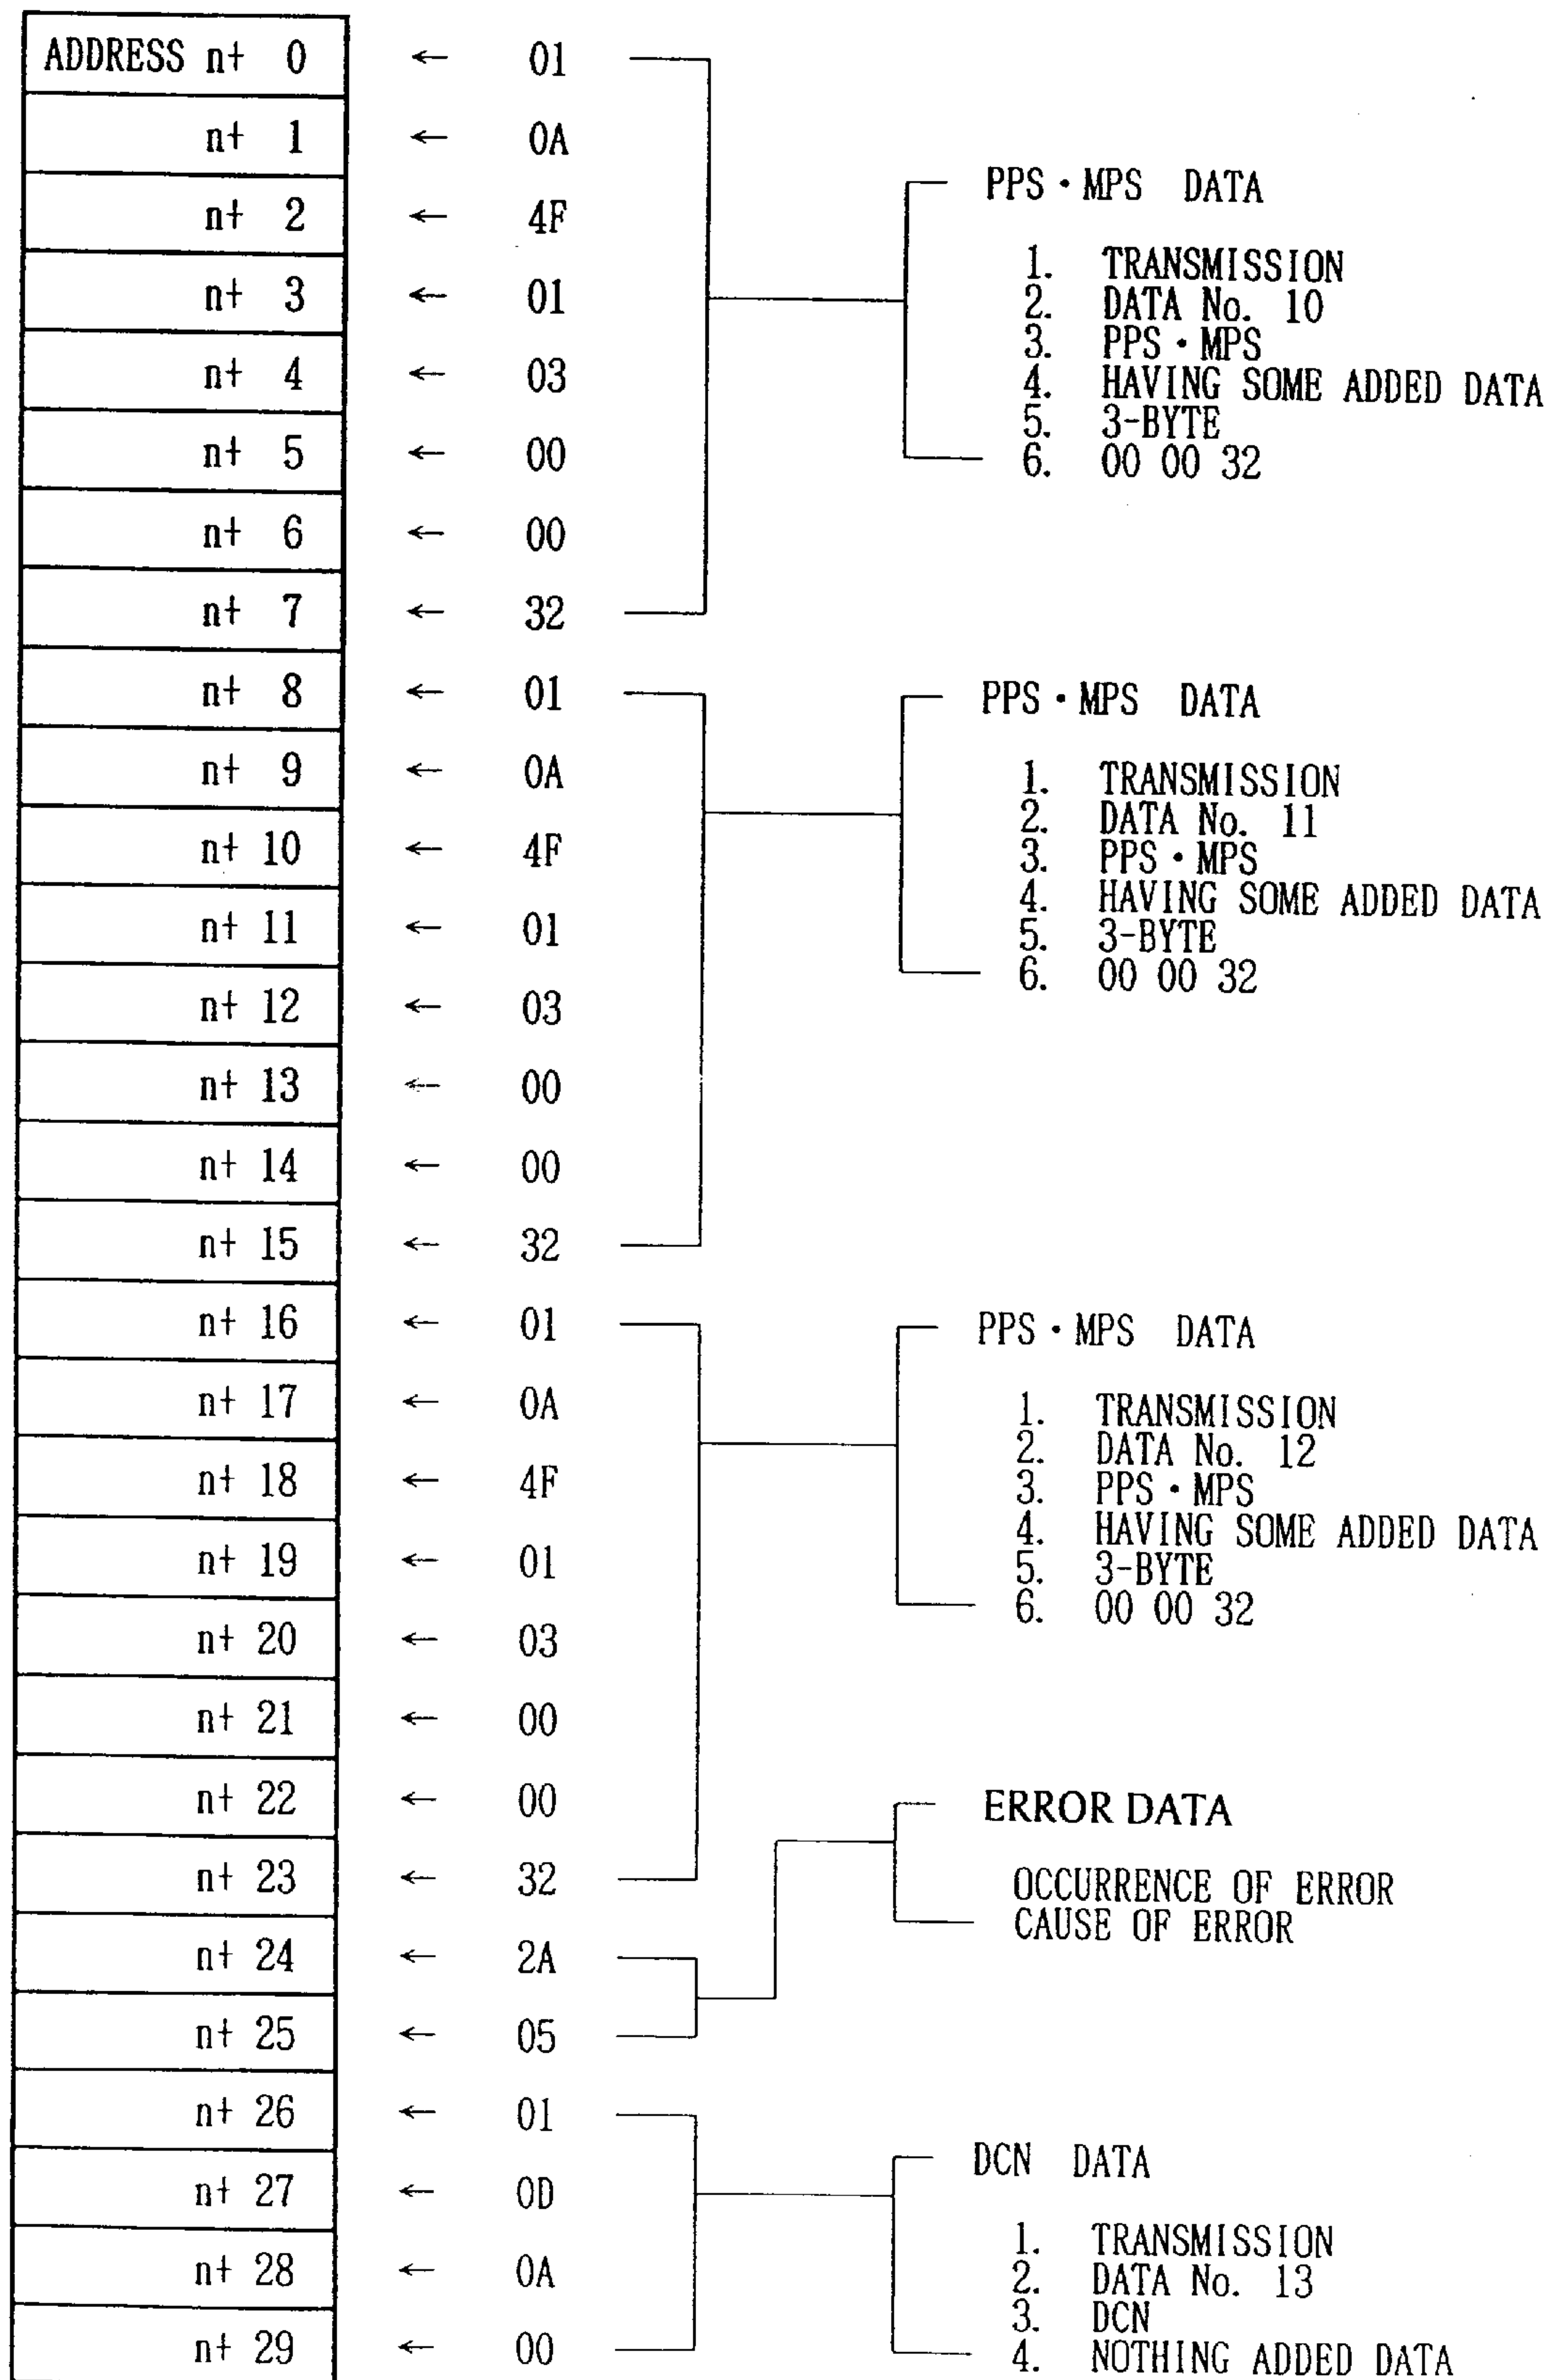 ADDRESS n+ 0 ← 01
n+ 1 ← 0A
n+ 2 ← 4F
n+ 3 ← 01
n+ 4 ← 03
n+ 5 ← 00
n+ 6 ← 00
n+ 7 ← 32
PPS・MPS DATA
1. TRANSMISSION
2. DATA No. 10
3. PPS・MPS
4. HAVING SOME ADDED DATA
5. 3-BYTE
6. 00 00 32
n+ 8 ← 01
n+ 9 ← 0A
n+ 10 ← 4F
n+ 11 ← 01
n+ 12 ← 03
n+ 13 ← 00
n+ 14 ← 00
n+ 15 ← 32
PPS・MPS DATA
1. TRANSMISSION
2. DATA No. 11
3. PPS・MPS
4. HAVING SOME ADDED DATA
5. 3-BYTE
6. 00 00 32
n+ 16 ← 01
n+ 17 ← 0A
n+ 18 ← 4F
n+ 19 ← 01
n+ 20 ← 03
n+ 21 ← 00
n+ 22 ← 00
n+ 23 ← 32
PPS・MPS DATA
1. TRANSMISSION
2. DATA No. 12
3. PPS・MPS
4. HAVING SOME ADDED DATA
5. 3-BYTE
6. 00 00 32
n+ 24 ← 2A
n+ 25 ← 05
ERROR DATA
OCCURRENCE OF ERROR
CAUSE OF ERROR
n+ 26 ← 01
n+ 27 ← 0D
n+ 28 ← 0A
n+ 29 ← 00
DCN DATA
1. TRANSMISSION
2. DATA No. 13
3. DCN
4. NOTHING ADDED DATA